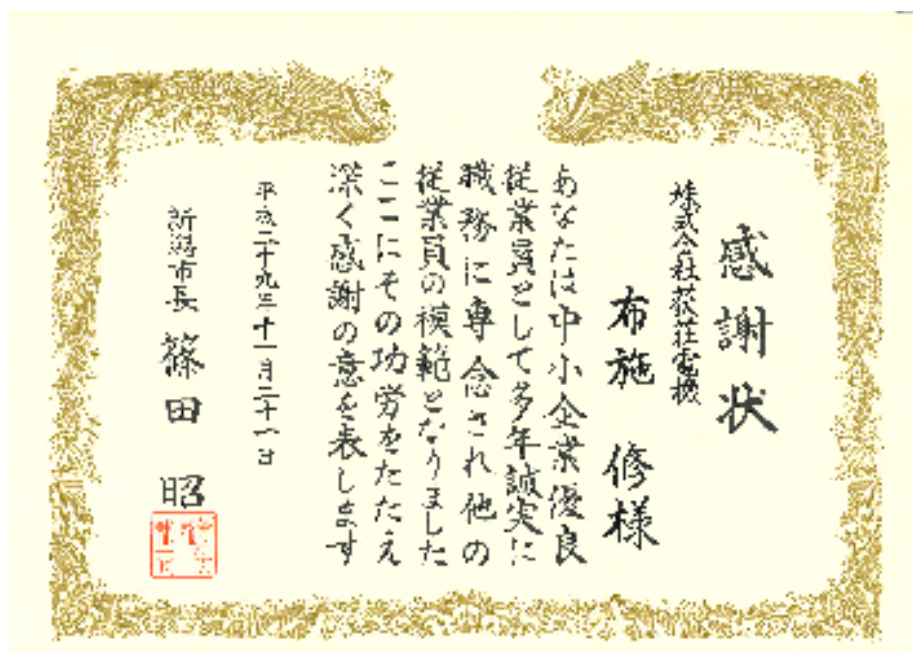 感謝状
株式会社荻荘電機
布施 修様
あなたは中小企業優良
従業員として多年誠実に
職務に専念され他の
従業員の模範となりました
ここにその功労をたたえ
深く感謝の意を表します
平成二十九年十一月二十一日
新潟市長 篠田 昭